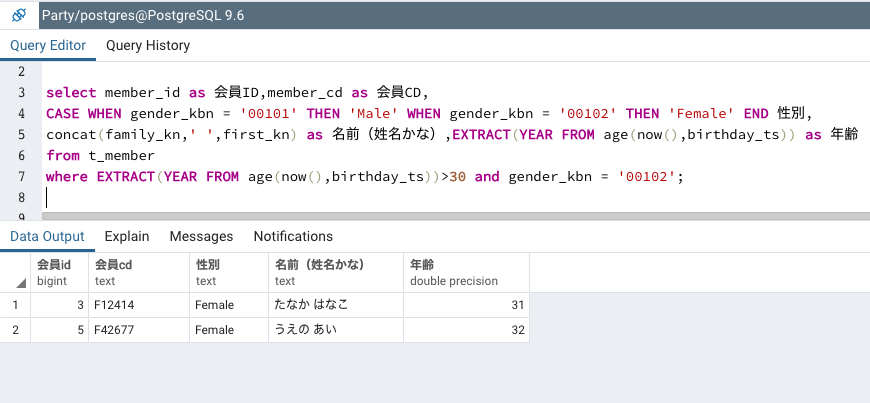 Party/postgres@PostgreSQL 9.6
Query Editor Query History
2
3 select member_id as 会員ID,member_cd as 会員CD,
4 CASE WHEN gender_kbn = '00101' THEN 'Male' WHEN gender_kbn = '00102' THEN 'Female' END 性別,
5 concat(family_kn,' ',first_kn) as 名前（姓名かな）,EXTRACT(YEAR FROM age(now(),birthday_ts)) as 年齢
6 from t_member
7 where EXTRACT(YEAR FROM age(now(),birthday_ts))>30 and gender_kbn = '00102';
8
9
Data Output Explain Messages Notifications
会員id 会員cd 性別 名前（姓名かな） 年齢
bigint text text text double precision
1 3 F12414 Female たなか はなこ 31
2 5 F42677 Female うえの あい 32